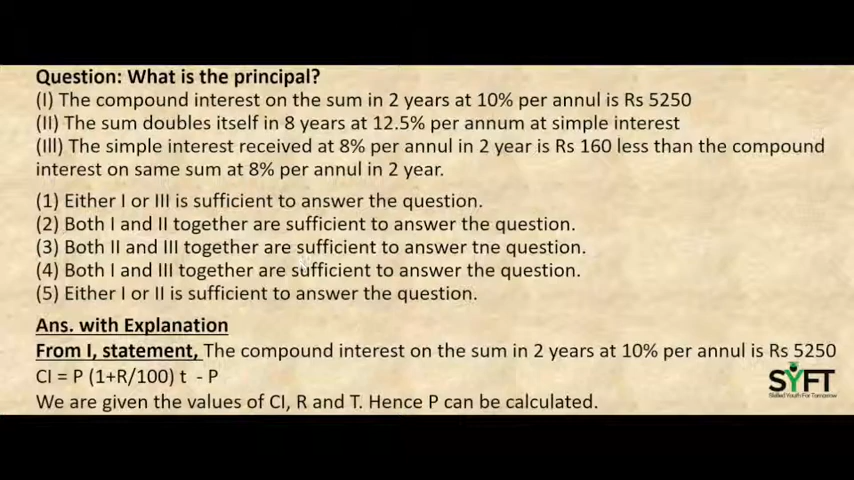 Question: What is the principal?
(I) The compound interest on the sum in 2 years at 10% per annul is Rs 5250
(II) The sum doubles itself in 8 years at 12.5% per annum at simple interest
(Ill) The simple interest received at 8% per annul in 2 year is Rs 160 less than the compound
interest on same sum at 8% per annul in 2 year.
(1) Either I or III is sufficient to answer the question.
(2) Both I and II together are sufficient to answer the question.
(3) Both II and III together are sufficient to answer tne question.
(4) Both I and III together are sufficient to answer the question.
(5) Either I or II is sufficient to answer the question.
Ans. with Explanation
From I, statement, The compound interest on the sum in 2 years at 10% per annul is Rs 5250
CI = P (1+R/100) t - P
We are given the values of CI, R and T. Hence P can be calculated.
SYFT
Skilled Youth For Tomorrow